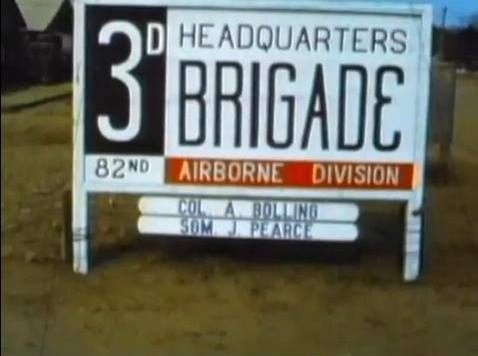 3D HEADQUARTERS
BRIGADE
82ND AIRBORNE DIVISION
COL. A. BOLLING
SGM. J. PEARCE